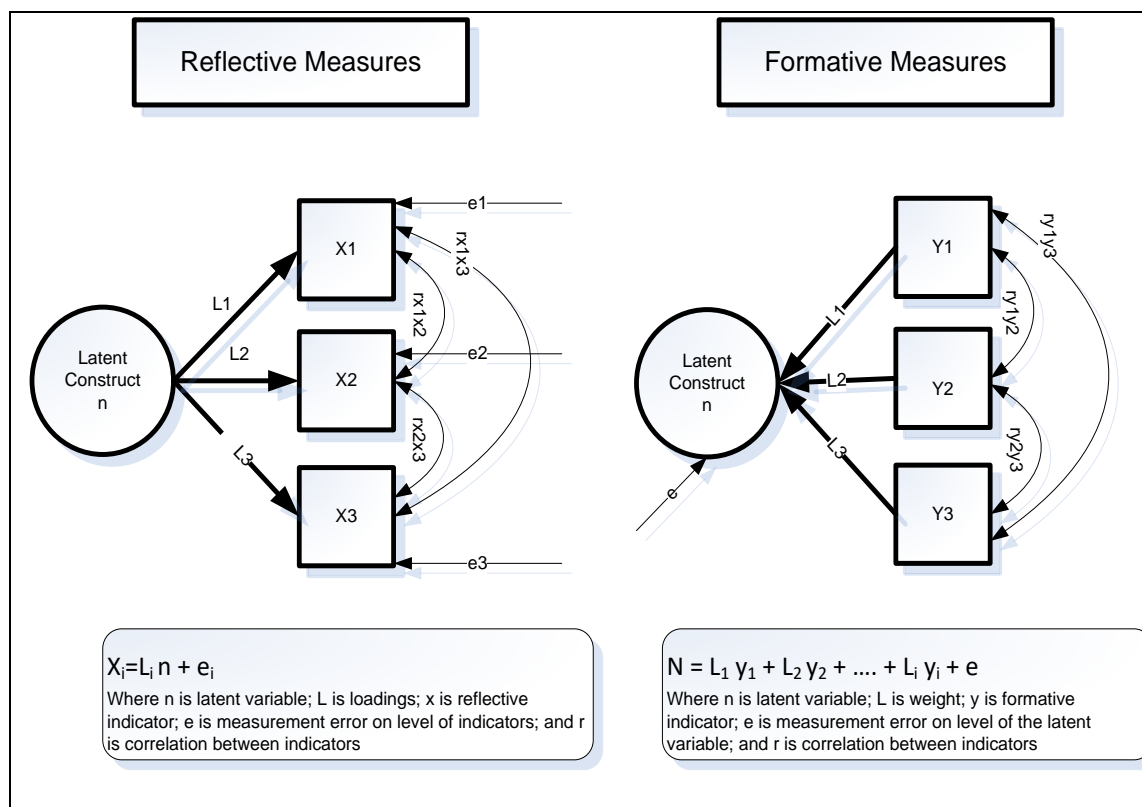 Reflective Measures
Formative Measures
e1
X1
rx1x3
L1
rx1x2
L2
X2
e2
Latent
Construct
n
rx2x3
L3
X3
e3
Y1
ry1y3
L1
ry1y2
Latent
Construct
n
L2
Y2
L3
ry2y3
e
Y3
Xi=Li n + ei
Where n is latent variable; L is loadings; x is reflective
indicator; e is measurement error on level of indicators; and r
is correlation between indicators
N = L1 y1 + L2 y2 + .... + Li yi + e
Where n is latent variable; L is weight; y is formative
indicator; e is measurement error on level of the latent
variable; and r is correlation between indicators